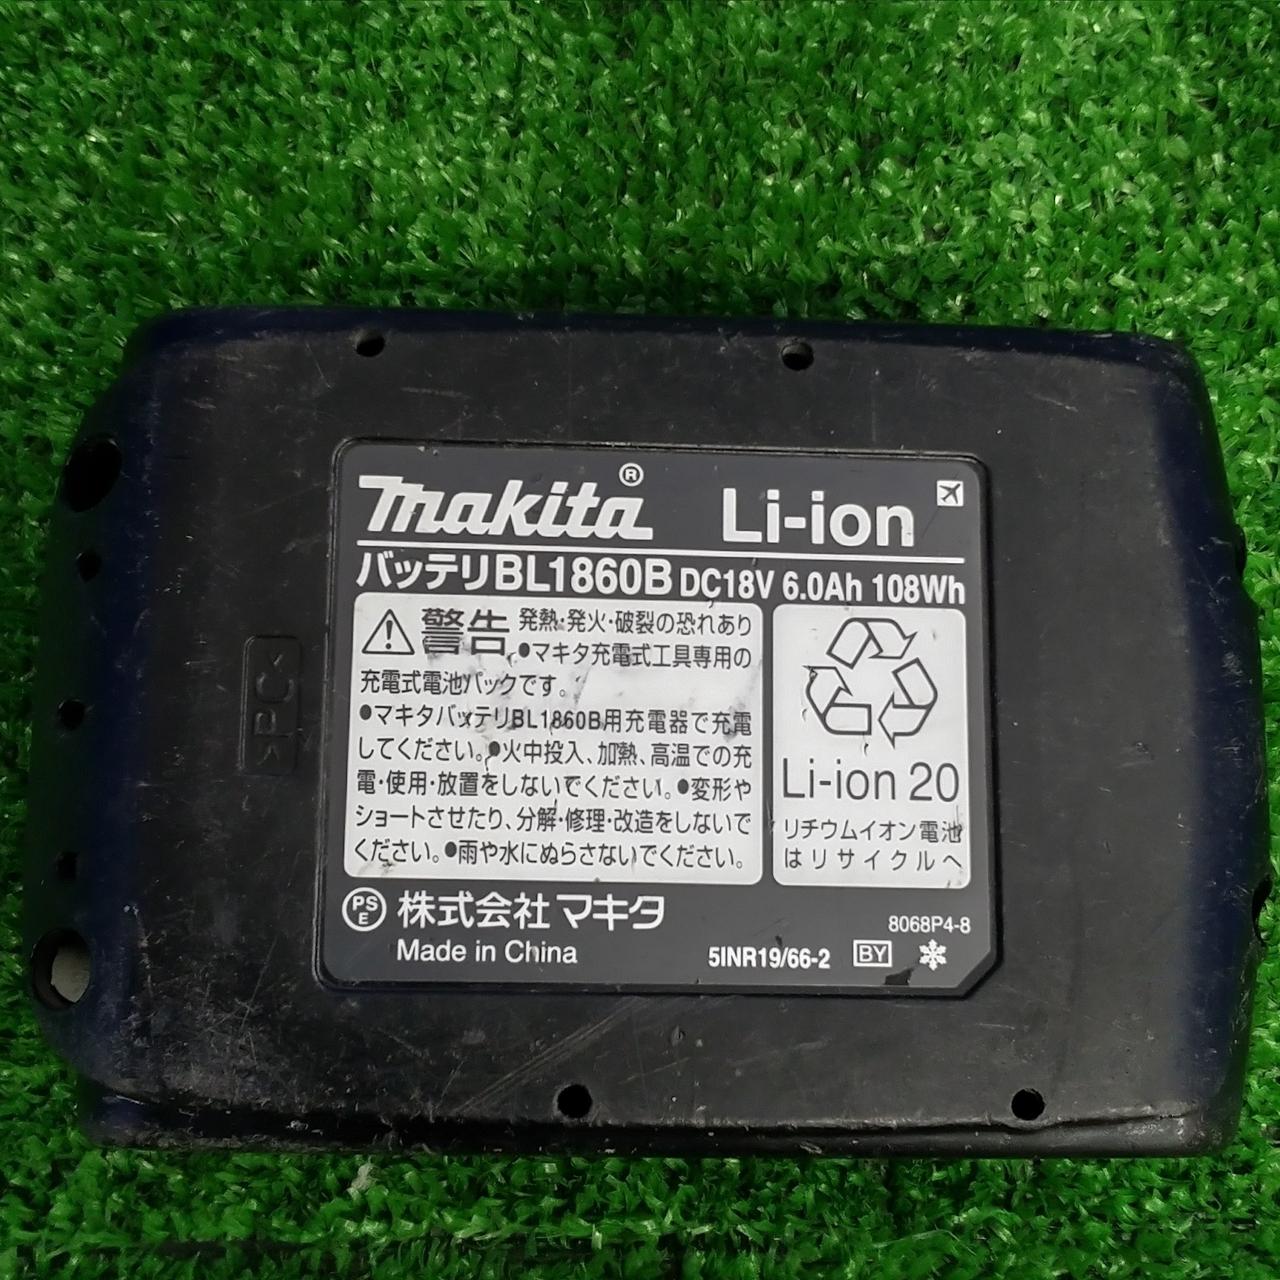 makita® Li-ion
バッテリBL1860B DC18V 6.0Ah 108Wh
警告 発熱・発火・破裂の恐れあり
●マキタ充電式工具専用の
充電式電池パックです。
●マキタバッテリBL1860B用充電器で充電
してください。●火中投入、加熱、高温での充
電・使用・放置をしないでください。●変形や
ショートさせたり、分解・修理・改造をしないで
ください。●雨や水にぬらさないでください。
Li-ion 20
リチウムイオン電池
はリサイクルへ
PSE 株式会社マキタ
Made in China
8068P4-8
5INR19/66-2 BY
>PC<